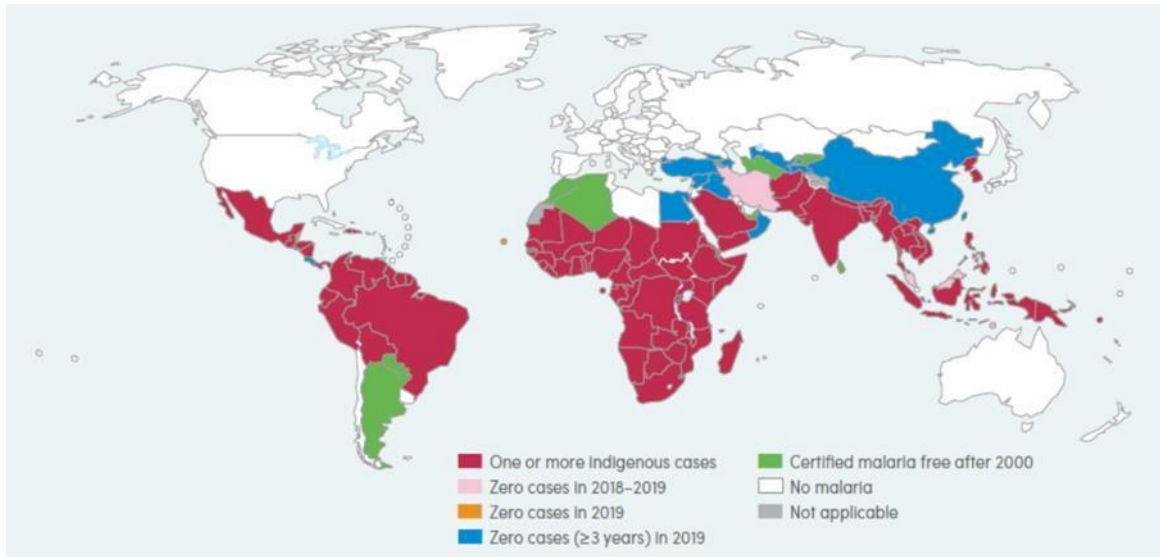 One or more indigenous cases
Zero cases in 2018–2019
Zero cases in 2019
Zero cases (≥3 years) in 2019
Certified malaria free after 2000
No malaria
Not applicable